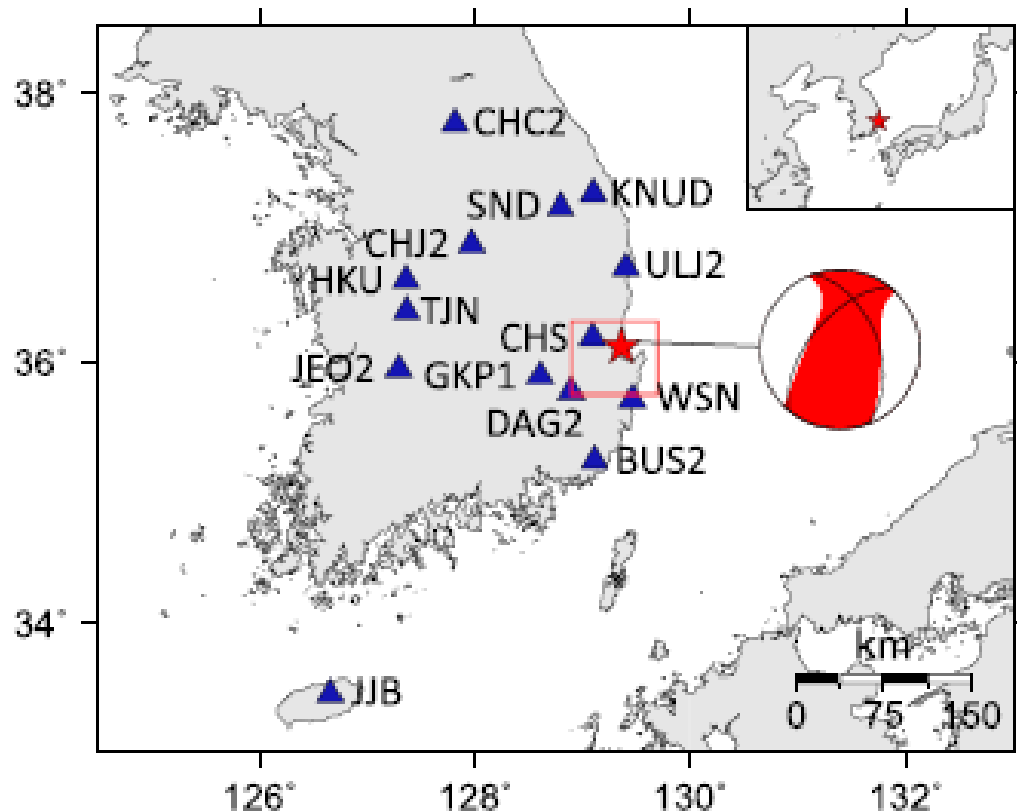 38°
CHC2
KNUD
SND
CHJ2
ULJ2
HKU
TJN
CHS
36°
JEO2
GKP1
WSN
DAG2
BUS2
34°
km
JJB
0 75 150
126° 128° 130° 132°